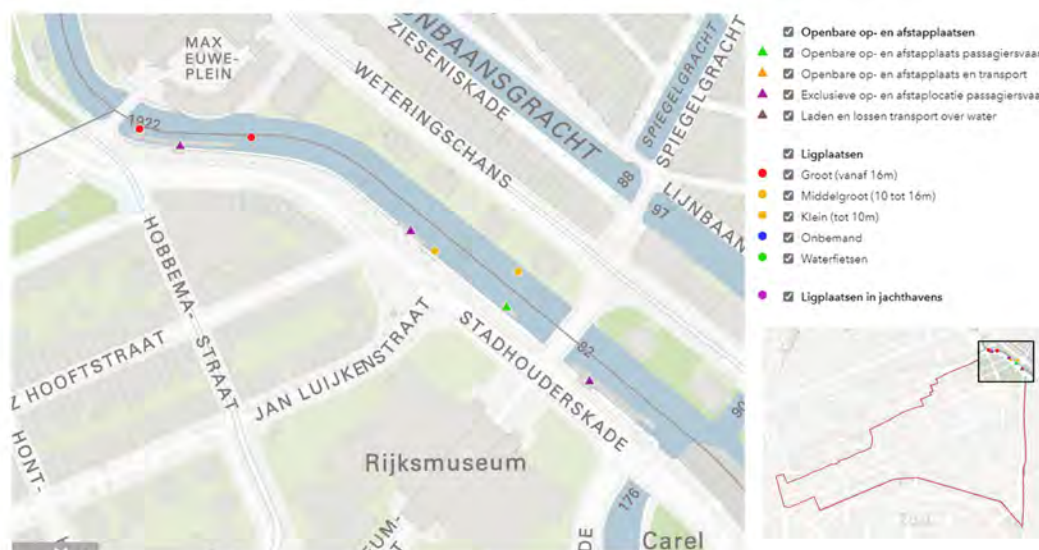 MAX
EUWE-
PLEIN
1922
ZIESENISKADE
ONBAANSGRACHT
WETERINGSCHANS
SPIEGELGRACHT
SPIEGELGRACHT
88
97
LIJNBAAN
HOBBEMA-
STRAAT
Z HOOFTSTRAAT
JAN LUIJKENSTRAAT
STADHOUDERSKADE
82
90
HONT-
Rijksmuseum
176
Carel
Openbare op- en afstapplaatsen
Openbare op- en afstapplaats passagiersvaar
Openbare op- en afstapplaats en transport
Exclusieve op- en afstaplocatie passagiersvaa
Laden en lossen transport over water
Ligplaatsen
Groot (vanaf 16m)
Middelgroot (10 tot 16m)
Klein (tot 10m)
Onbemand
Waterfietsen
Ligplaatsen in jachthavens